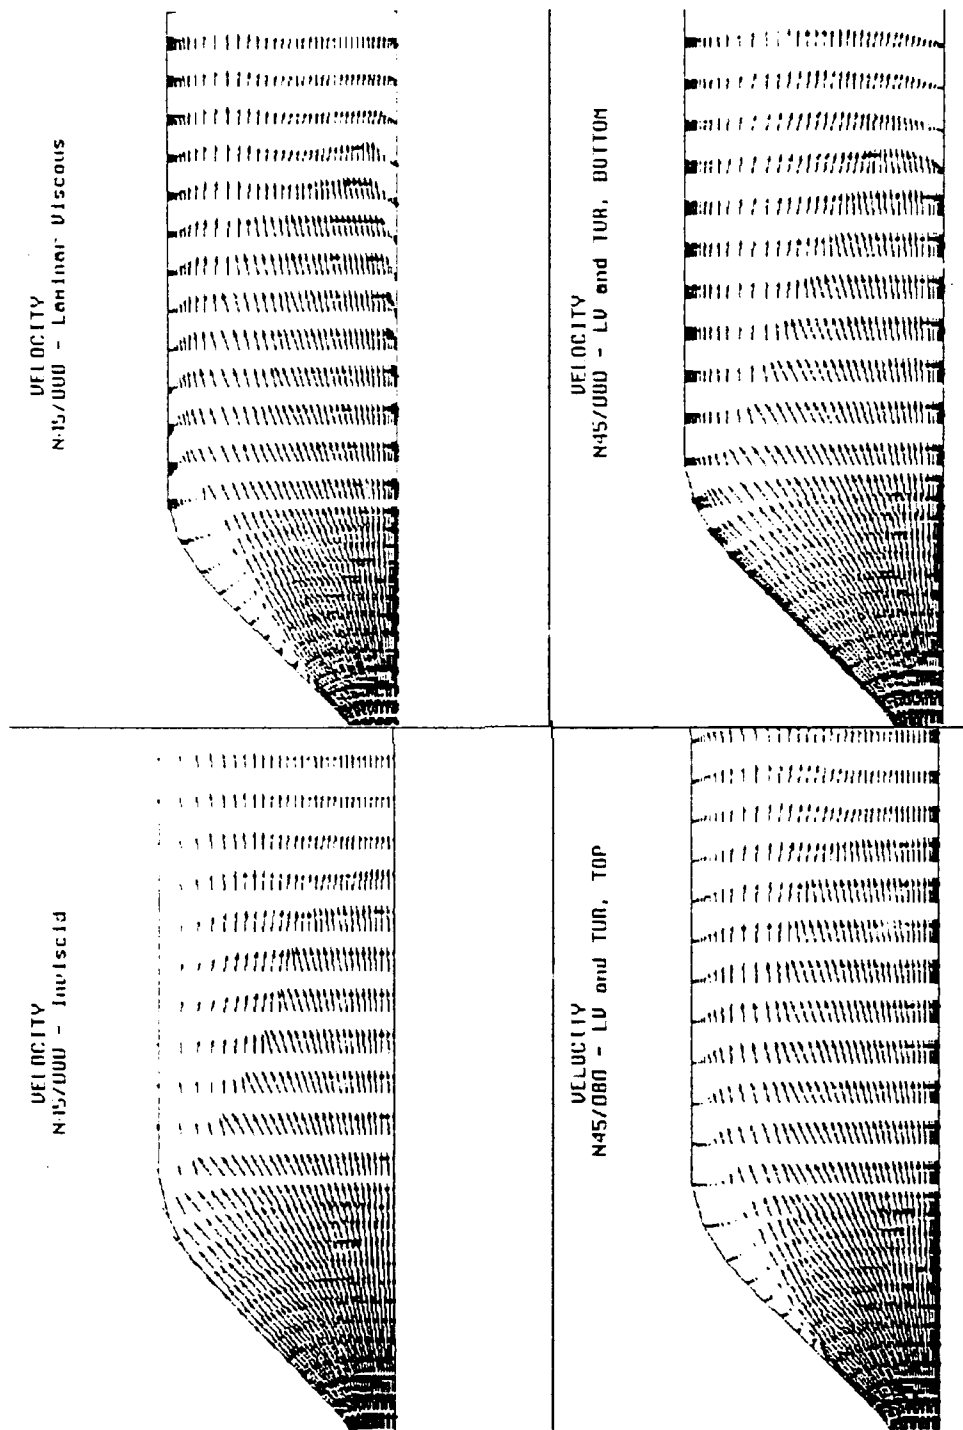 VELOCITY
N45/000 - Inviscid
VELOCITY
N45/000 - Laminar Viscous
VELOCITY
N45/000 - LV and TUR, TOP
VELOCITY
N45/000 - LV and TUR, BOTTOM